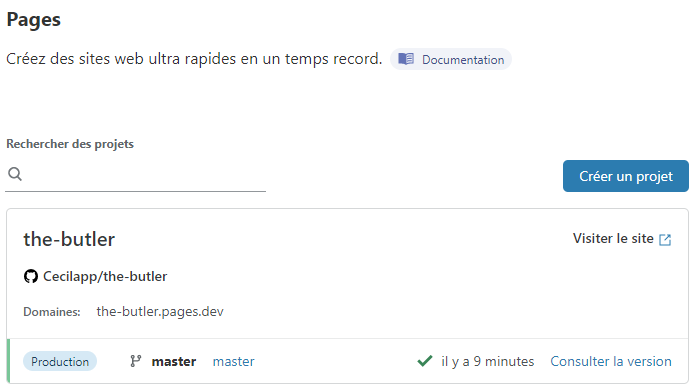 Pages
Créez des sites web ultra rapides en un temps record. Documentation
Rechercher des projets
Créer un projet
the-butler Visiter le site
Cecilapp/the-butler
Domaines: the-butler.pages.dev
Production master master il y a 9 minutes Consulter la version